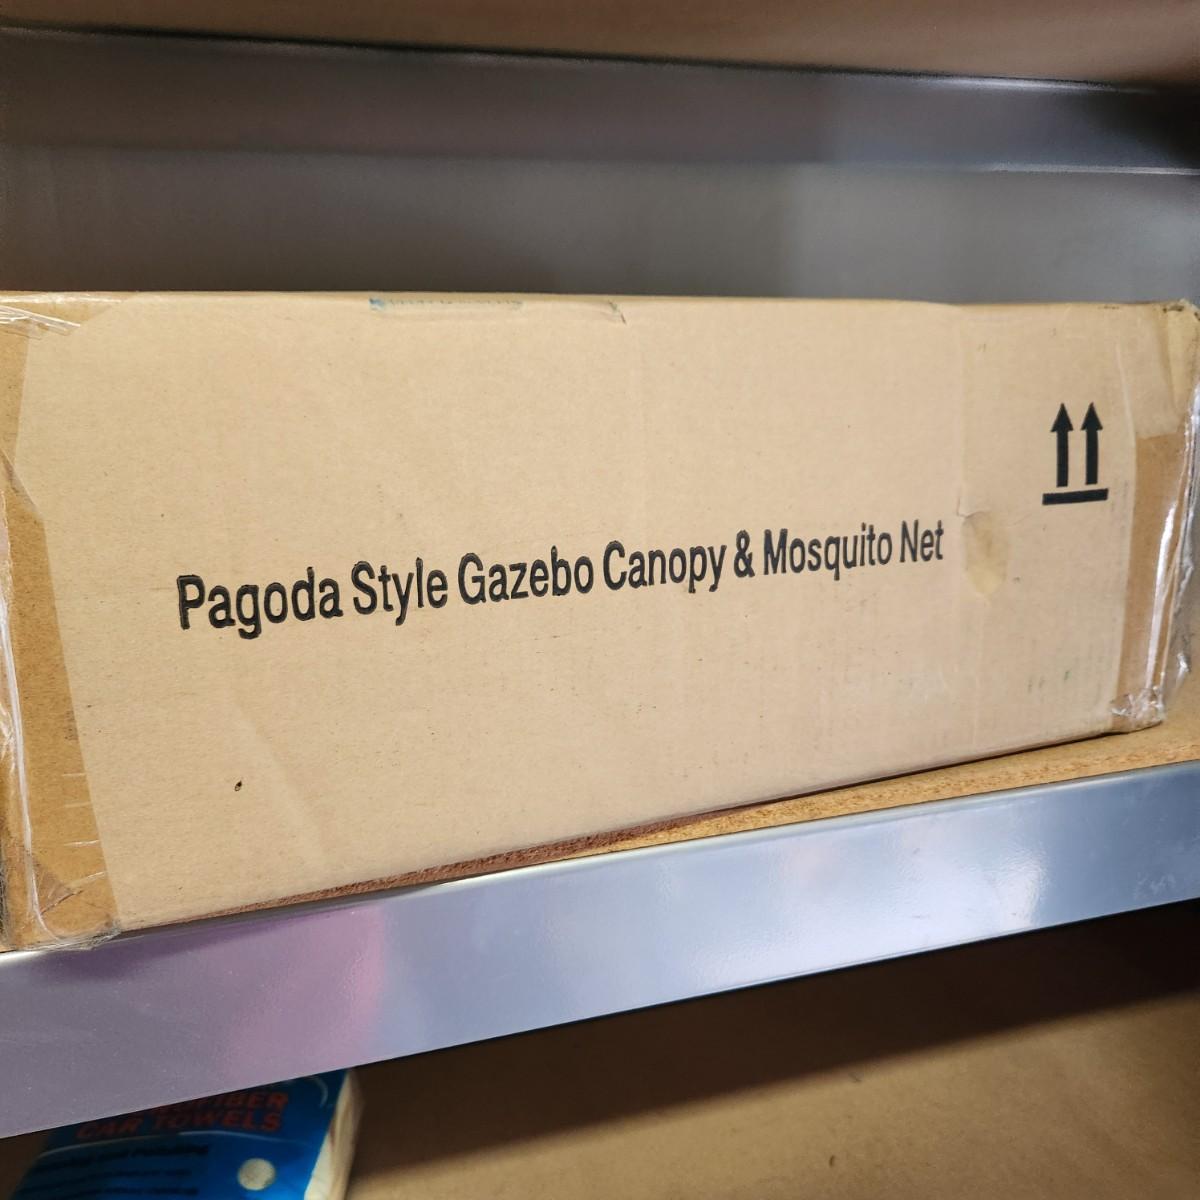 Pagoda Style Gazebo Canopy & Mosquito Net
CAR TOWELS